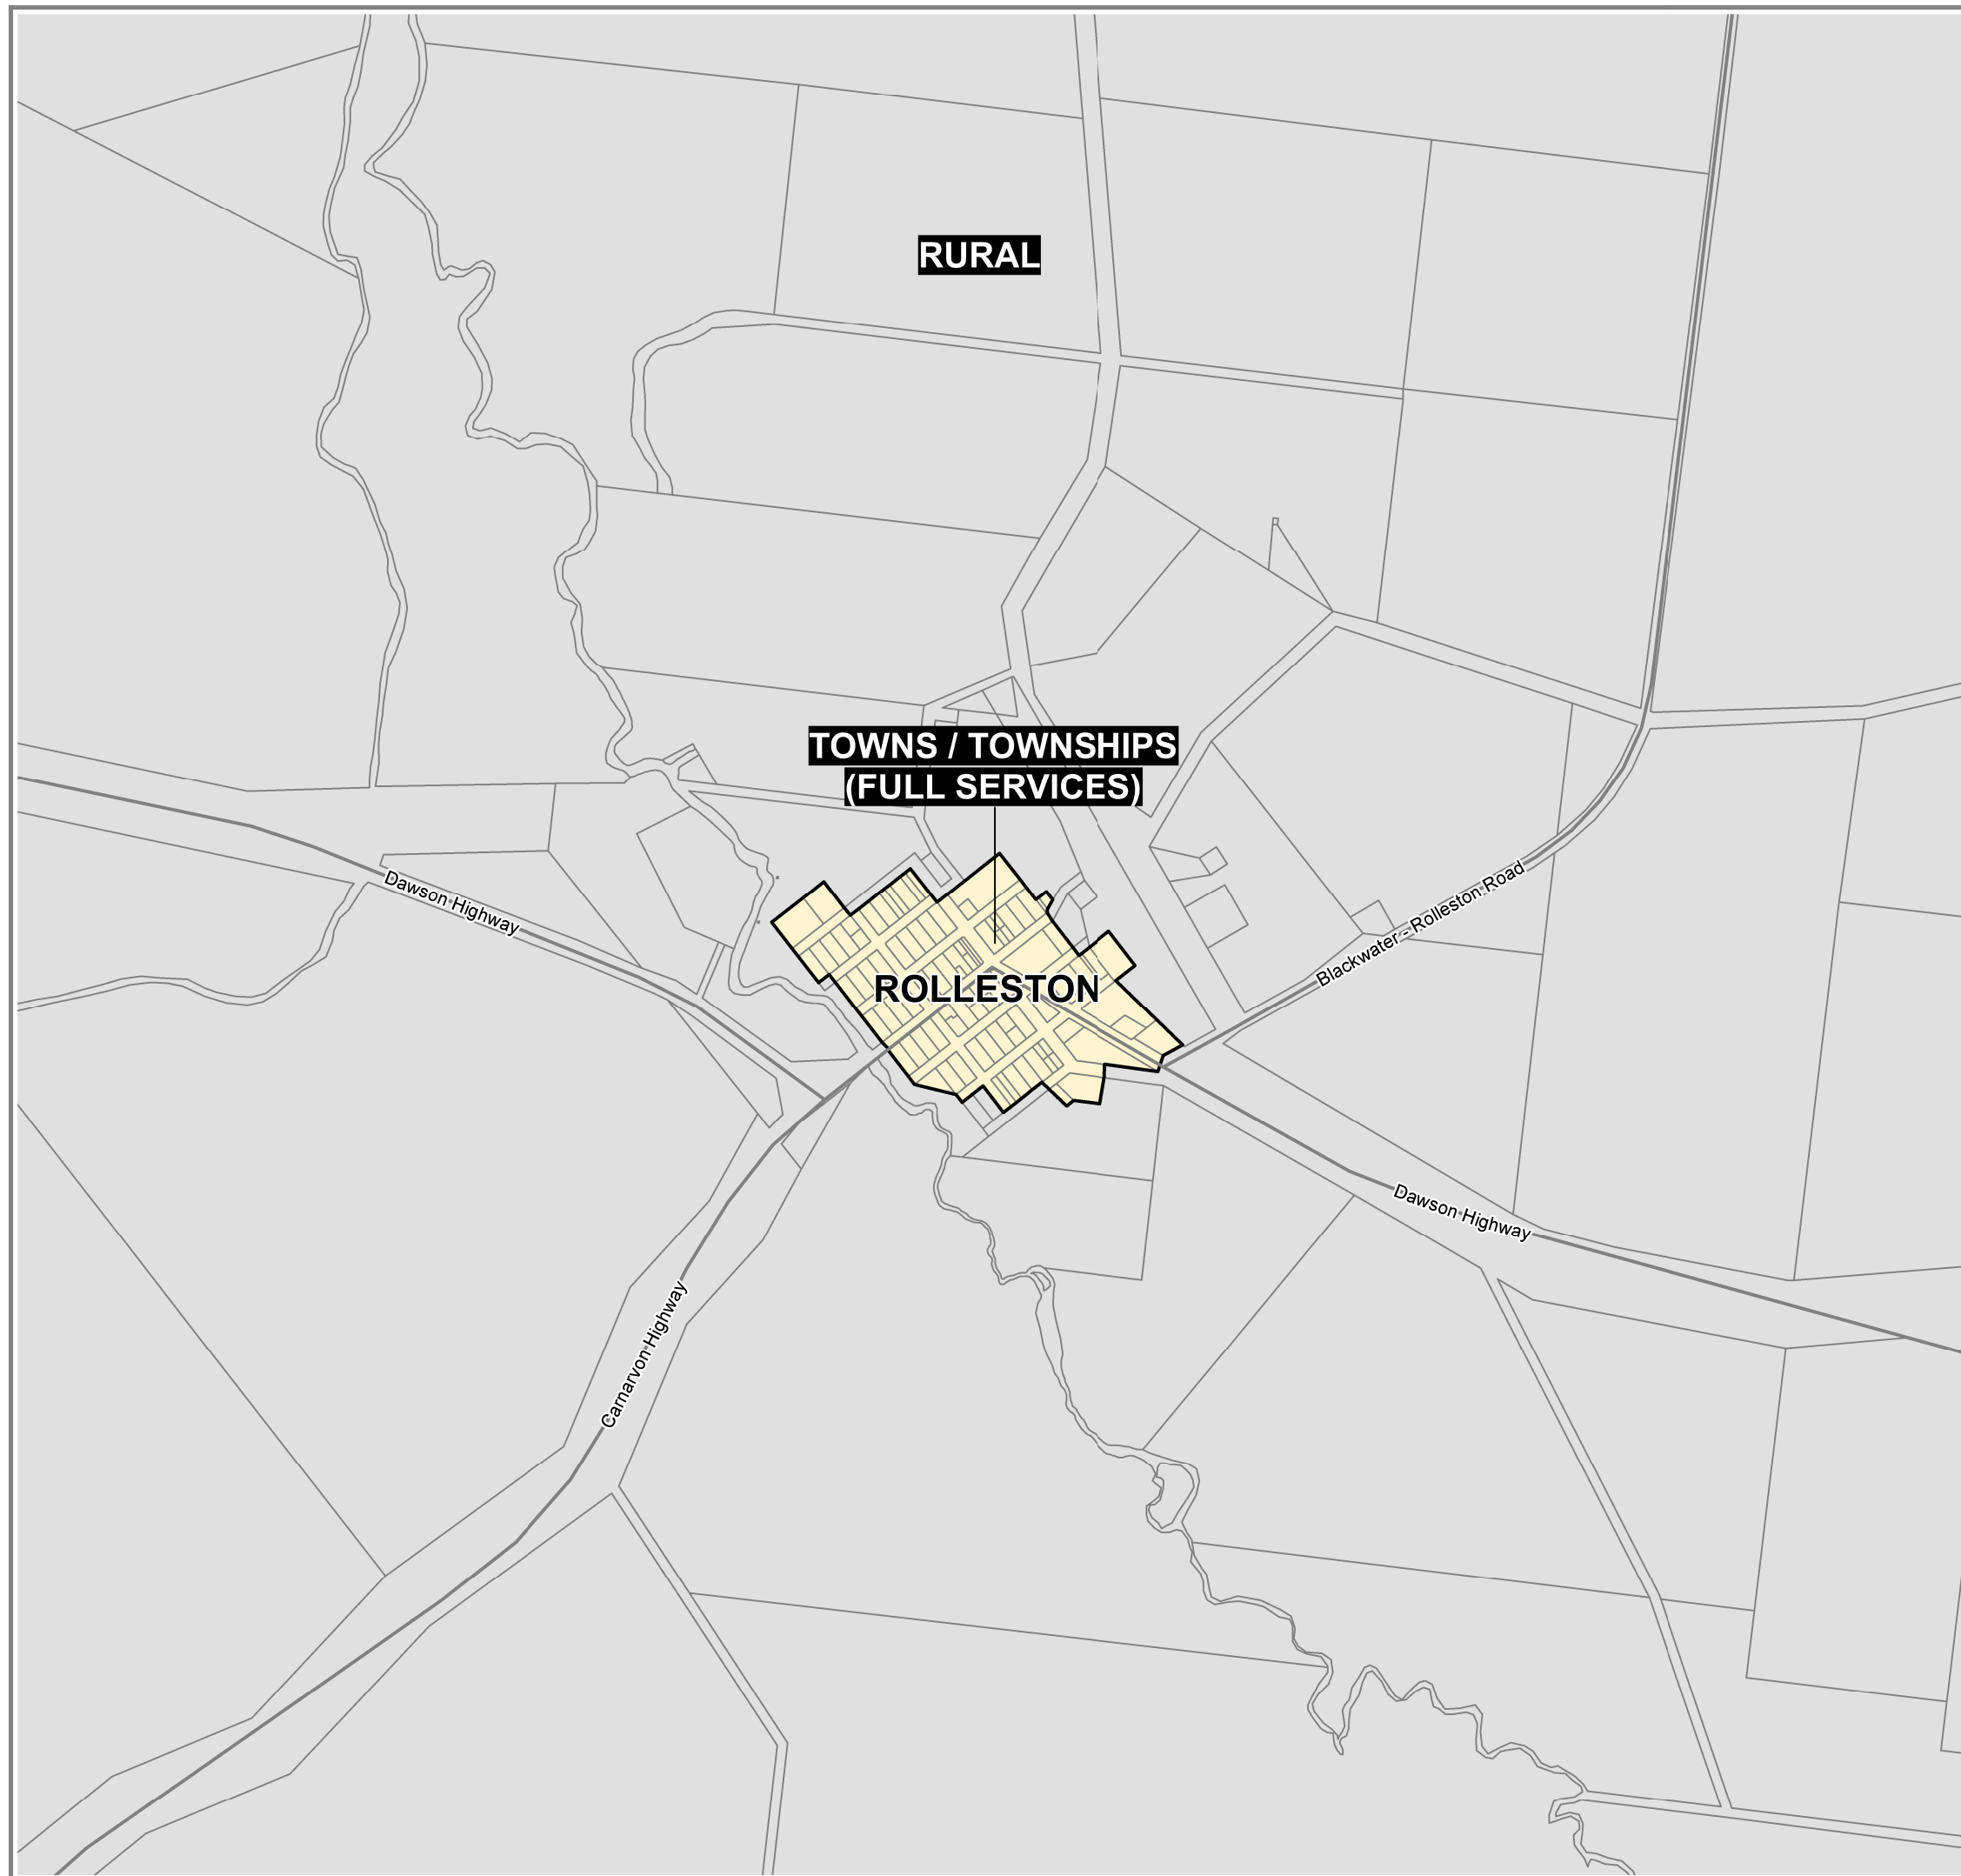 RURAL
TOWNS / TOWNSHIPS
(FULL SERVICES)
Dawson Highway
Blackwater - Rolleston Road
ROLLESTON
Dawson Highway
Carnarvon Highway